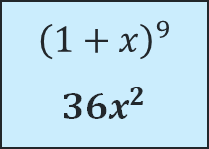 (1 + x)⁹
36x²